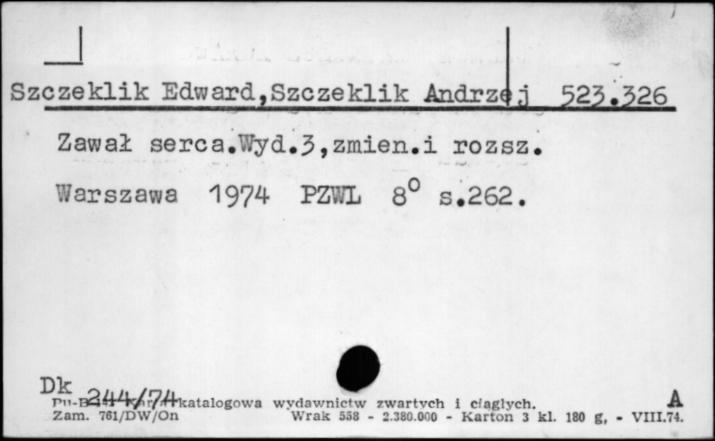 Szczeklik Edward,Szczeklik Andrzej 523.326
Zawał serca.Wyd.3,zmien.i rozsz.
Warszawa 1974 PZWL 8° s.262.
Dk 244/74 A
katalogowa wydawnictw zwartych i ciągłych.
Zam. 761/DW/On Wrak 558 - 2.380.000 - Karton 3 kl. 180 g, - VIII.74.